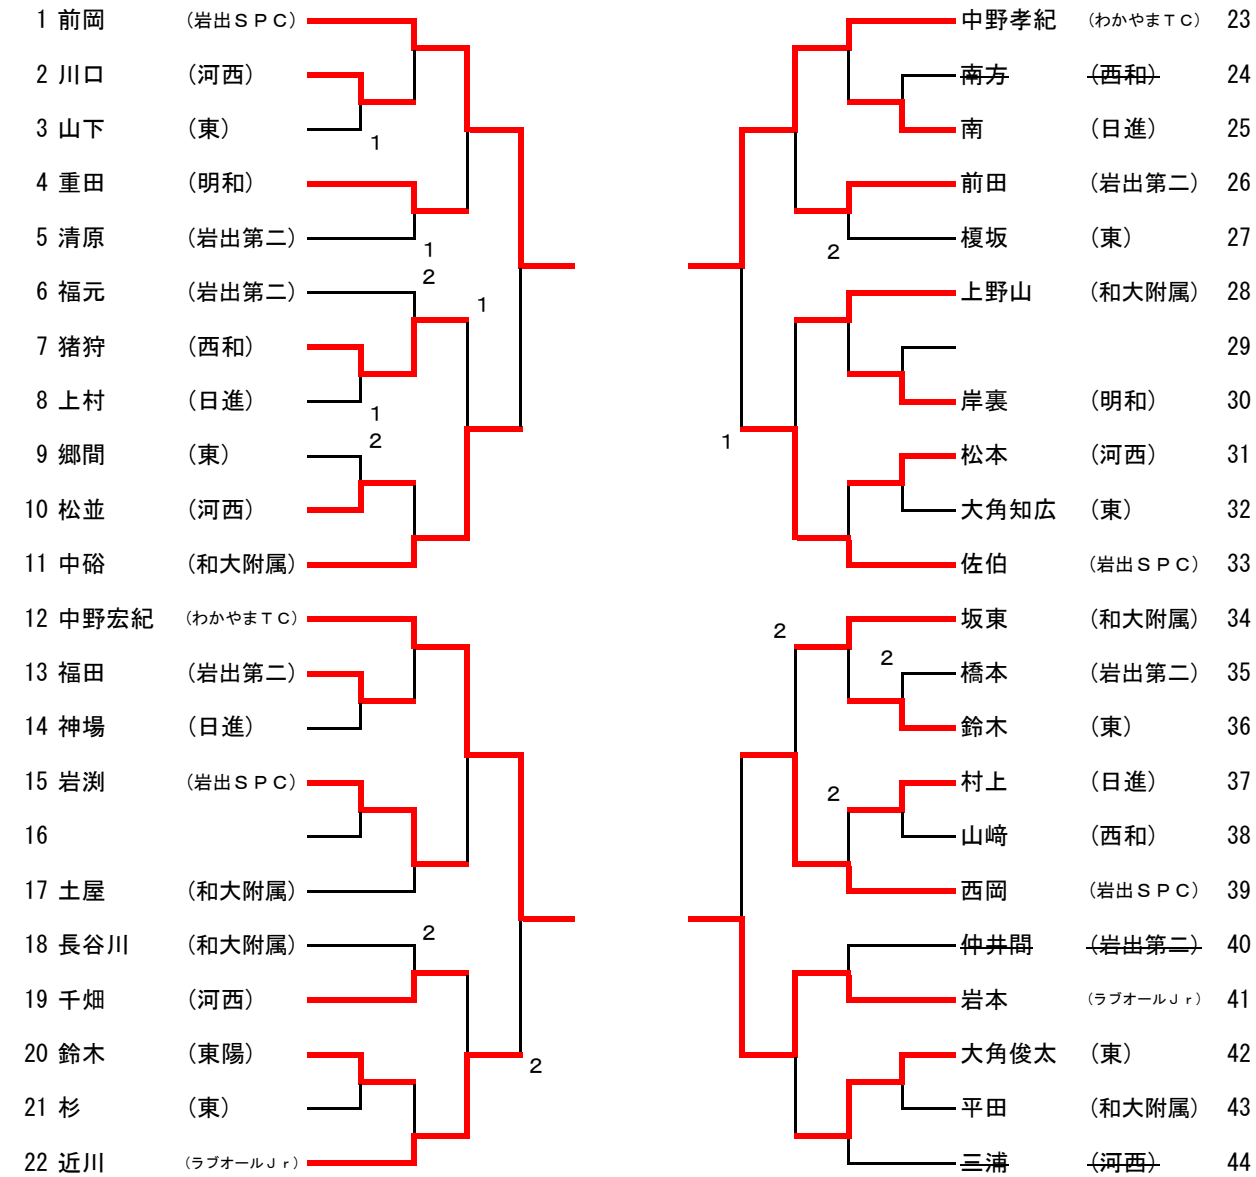 1 前岡 (岩出ＳＰＣ)
2 川口 (河西)
3 山下 (東)
1
4 重田 (明和)
5 清原 (岩出第二)
1
2
6 福元 (岩出第二)
1
7 猪狩 (西和)
8 上村 (日進)
1
2
9 郷間 (東)
10 松並 (河西)
11 中硲 (和大附属)
12 中野宏紀 (わかやまＴＣ)
13 福田 (岩出第二)
14 神場 (日進)
15 岩渕 (岩出ＳＰＣ)
16
17 土屋 (和大附属)
2
18 長谷川 (和大附属)
19 千畑 (河西)
20 鈴木 (東陽)
2
21 杉 (東)
22 近川 (ラブオールＪｒ)
中野孝紀 (わかやまＴＣ) 23
南方 (西和) 24
南 (日進) 25
前田 (岩出第二) 26
榎坂 (東) 27
2
上野山 (和大附属) 28
29
岸裏 (明和) 30
1
松本 (河西) 31
大角知広 (東) 32
佐伯 (岩出ＳＰＣ) 33
坂東 (和大附属) 34
2
2
橋本 (岩出第二) 35
鈴木 (東) 36
村上 (日進) 37
2
山﨑 (西和) 38
西岡 (岩出ＳＰＣ) 39
仲井間 (岩出第二) 40
岩本 (ラブオールＪｒ) 41
大角俊太 (東) 42
平田 (和大附属) 43
三浦 (河西) 44